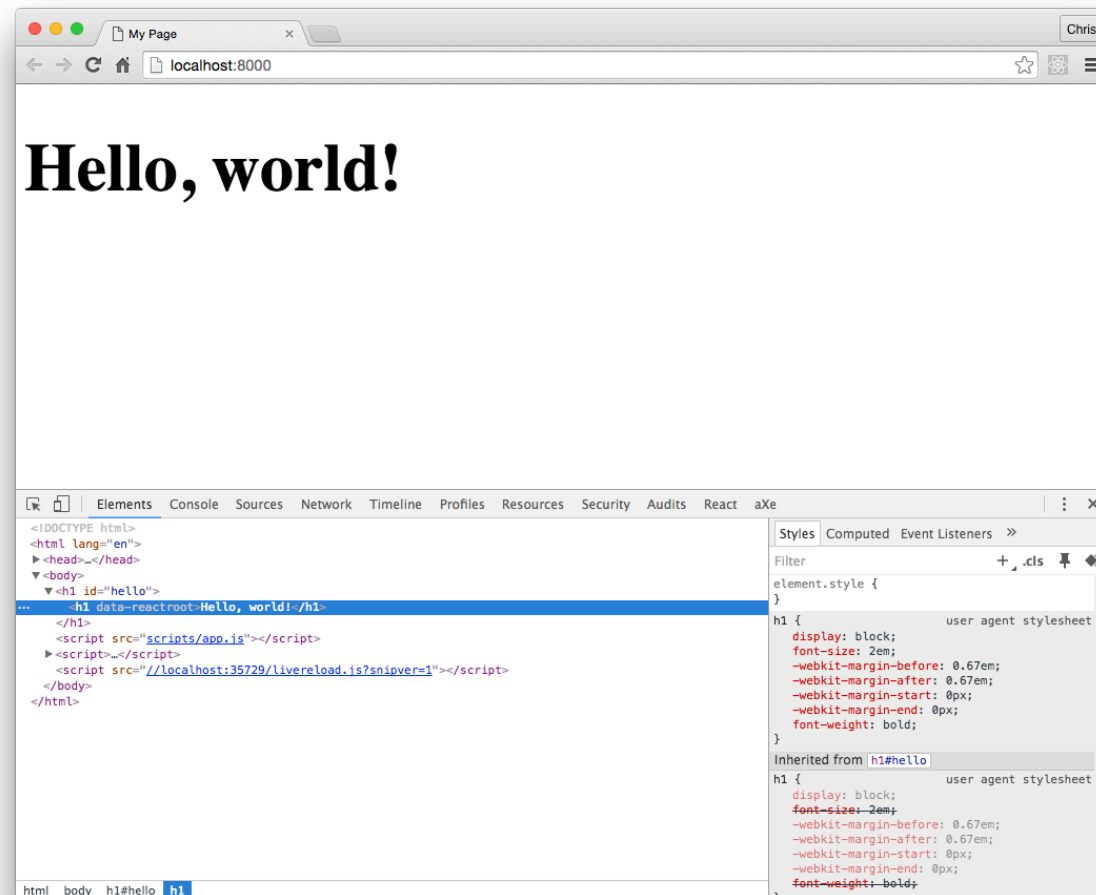 My Page ×
Chris
localhost:8000
Hello, world!
Elements Console Sources Network Timeline Profiles Resources Security Audits React aXe
<!DOCTYPE html>
<html lang="en">
▶<head>…</head>
▼<body>
▼<h1 id="hello">
… <h1 data-reactroot>Hello, world!</h1>
</h1>
<script src="scripts/app.js"></script>
▶<script>…</script>
<script src="//localhost:35729/livereload.js?snipver=1"></script>
</body>
</html>
html body h1#hello h1
Styles Computed Event Listeners »
Filter + .cls
element.style {
}
h1 { user agent stylesheet
display: block;
font-size: 2em;
-webkit-margin-before: 0.67em;
-webkit-margin-after: 0.67em;
-webkit-margin-start: 0px;
-webkit-margin-end: 0px;
font-weight: bold;
}
Inherited from h1#hello
h1 { user agent stylesheet
display: block;
font-size: 2em;
-webkit-margin-before: 0.67em;
-webkit-margin-after: 0.67em;
-webkit-margin-start: 0px;
-webkit-margin-end: 0px;
font-weight: bold;
}